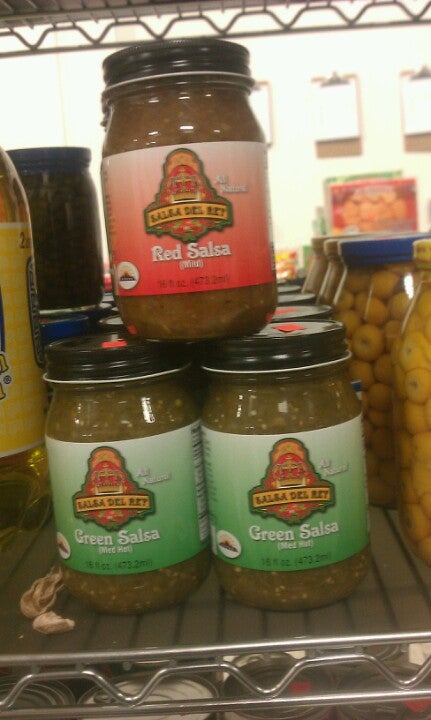 All
Natural
SALSA DEL REY
Red Salsa
(Mild)
16 fl oz. (473.2ml)
All
Natural
SALSA DEL REY
Green Salsa
(Med Hot)
16 fl oz. (473.2ml)
All
Natural
SALSA DEL REY
Green Salsa
(Med Hot)
16 fl oz. (473.2ml)